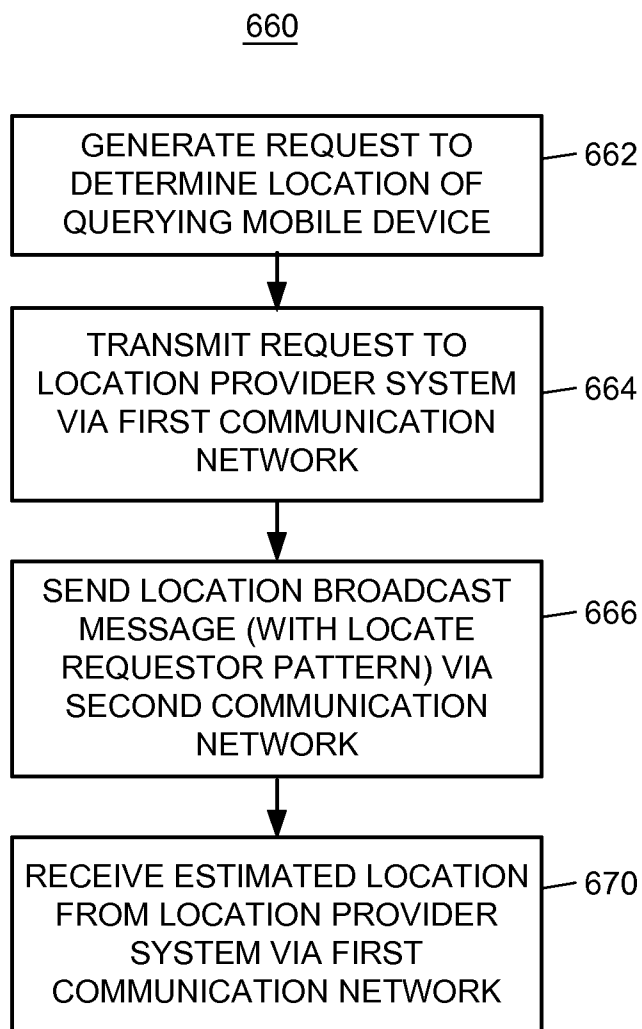 660
GENERATE REQUEST TO
DETERMINE LOCATION OF
QUERYING MOBILE DEVICE
662
TRANSMIT REQUEST TO
LOCATION PROVIDER SYSTEM
VIA FIRST COMMUNICATION
NETWORK
664
SEND LOCATION BROADCAST
MESSAGE (WITH LOCATE
REQUESTOR PATTERN) VIA
SECOND COMMUNICATION
NETWORK
666
RECEIVE ESTIMATED LOCATION
FROM LOCATION PROVIDER
SYSTEM VIA FIRST
COMMUNICATION NETWORK
670